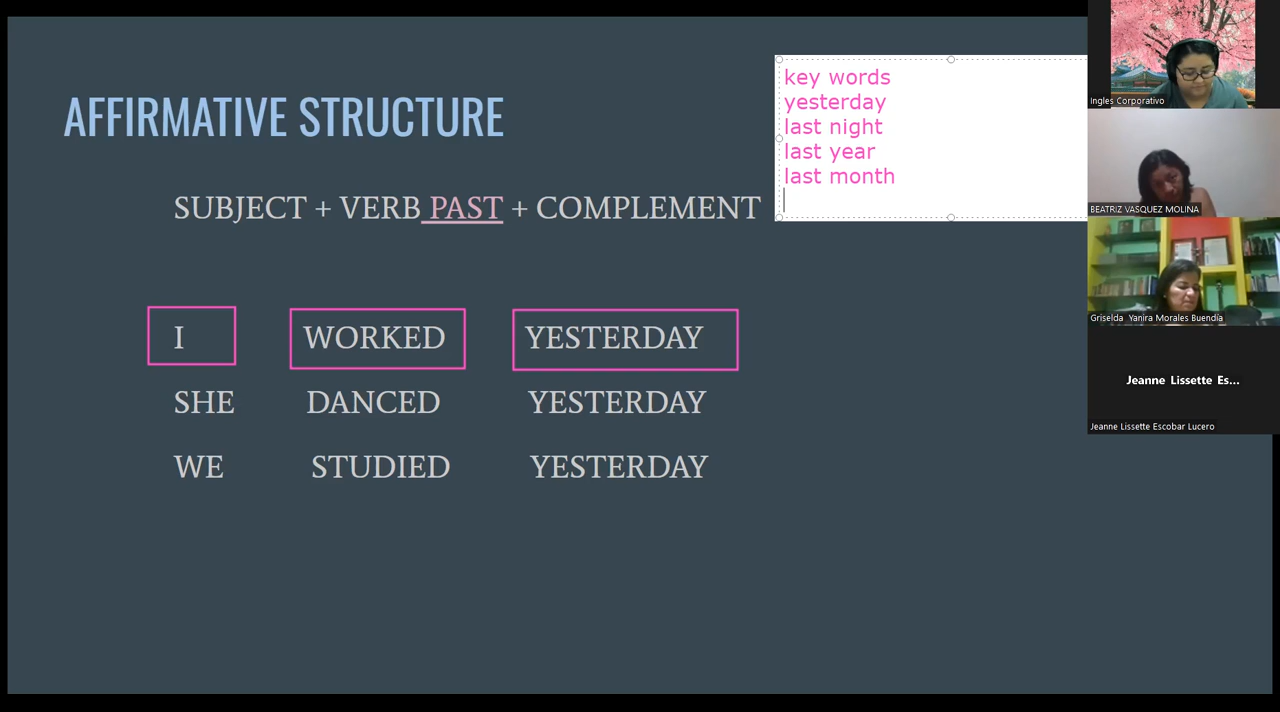 AFFIRMATIVE STRUCTURE
SUBJECT + VERB PAST + COMPLEMENT
I WORKED YESTERDAY
SHE DANCED YESTERDAY
WE STUDIED YESTERDAY
key words
yesterday
last night
last year
last month
Ingles Corporativo
BEATRIZ VASQUEZ MOLINA
Griselda Yanira Morales Buendía
Jeanne Lissette Es...
Jeanne Lissette Escobar Lucero